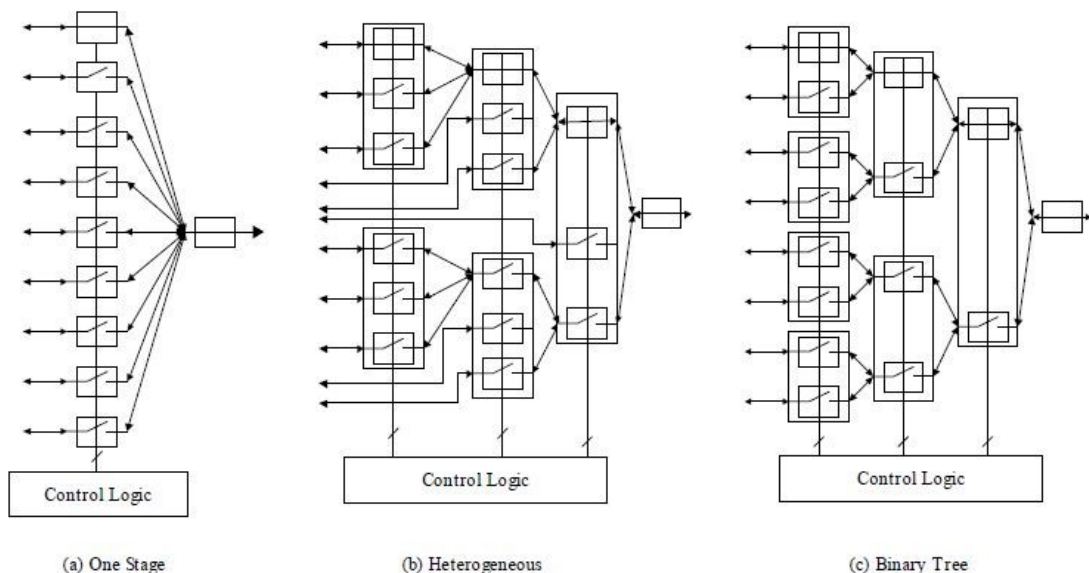 Control Logic
Control Logic
Control Logic
(a) One Stage
(b) Heterogeneous
(c) Binary Tree